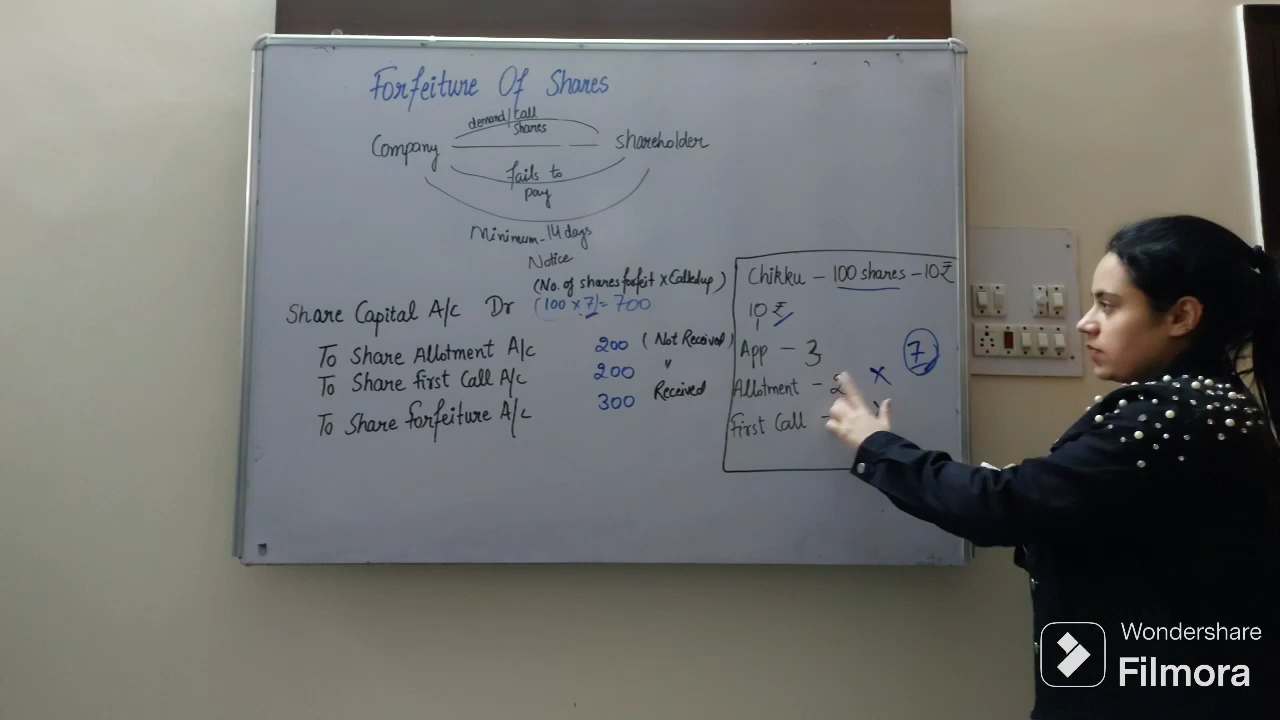 Forfeiture Of Shares
demand/call
shares
Company
shareholder
fails to
pay
Minimum-14 days
Notice
(No. of shares forfeit x Called up)
Share Capital A/c Dr (100 x 7) = 700
To Share Allotment A/c 200 (Not Received)
To Share first Call A/c 200 "
To Share forfeiture A/c 300 Received
Chikku - 100 shares - 10₹
10 ₹
App - 3
7
Allotment - 2 x
first Call -
Wondershare
Filmora